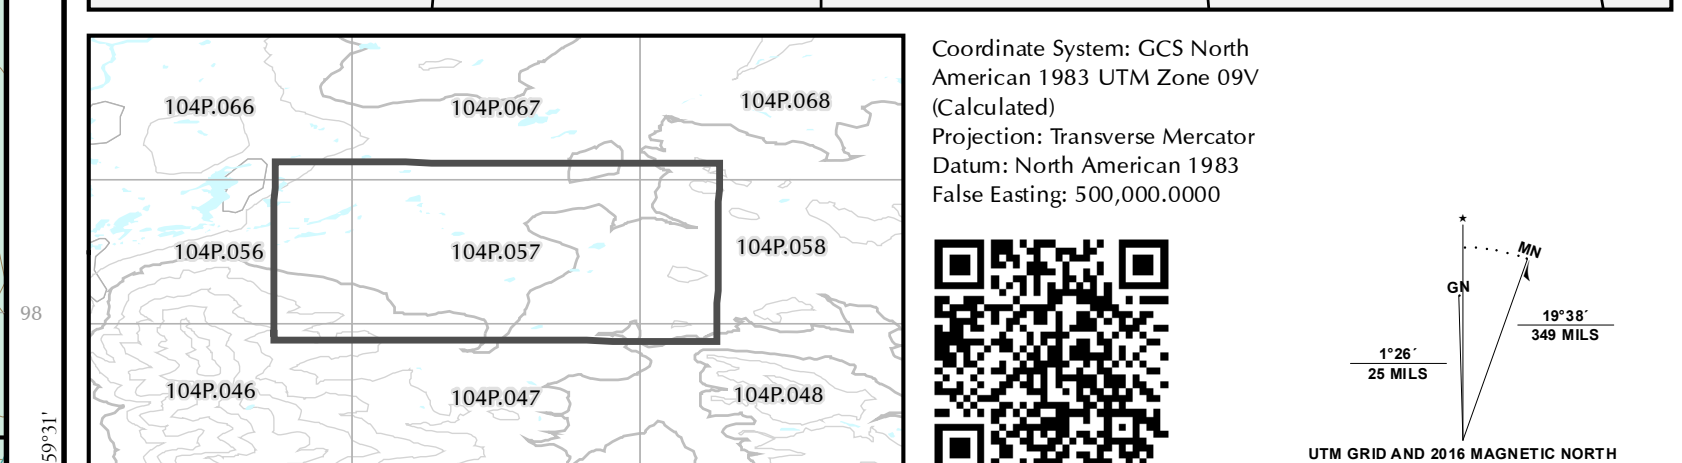 98
59°31'
104P.066
104P.067
104P.068
104P.056
104P.057
104P.058
104P.046
104P.047
104P.048
Coordinate System: GCS North
American 1983 UTM Zone 09V
(Calculated)
Projection: Transverse Mercator
Datum: North American 1983
False Easting: 500,000.0000
MN
GN
19°38´
349 MILS
1°26´
25 MILS
UTM GRID AND 2016 MAGNETIC NORTH